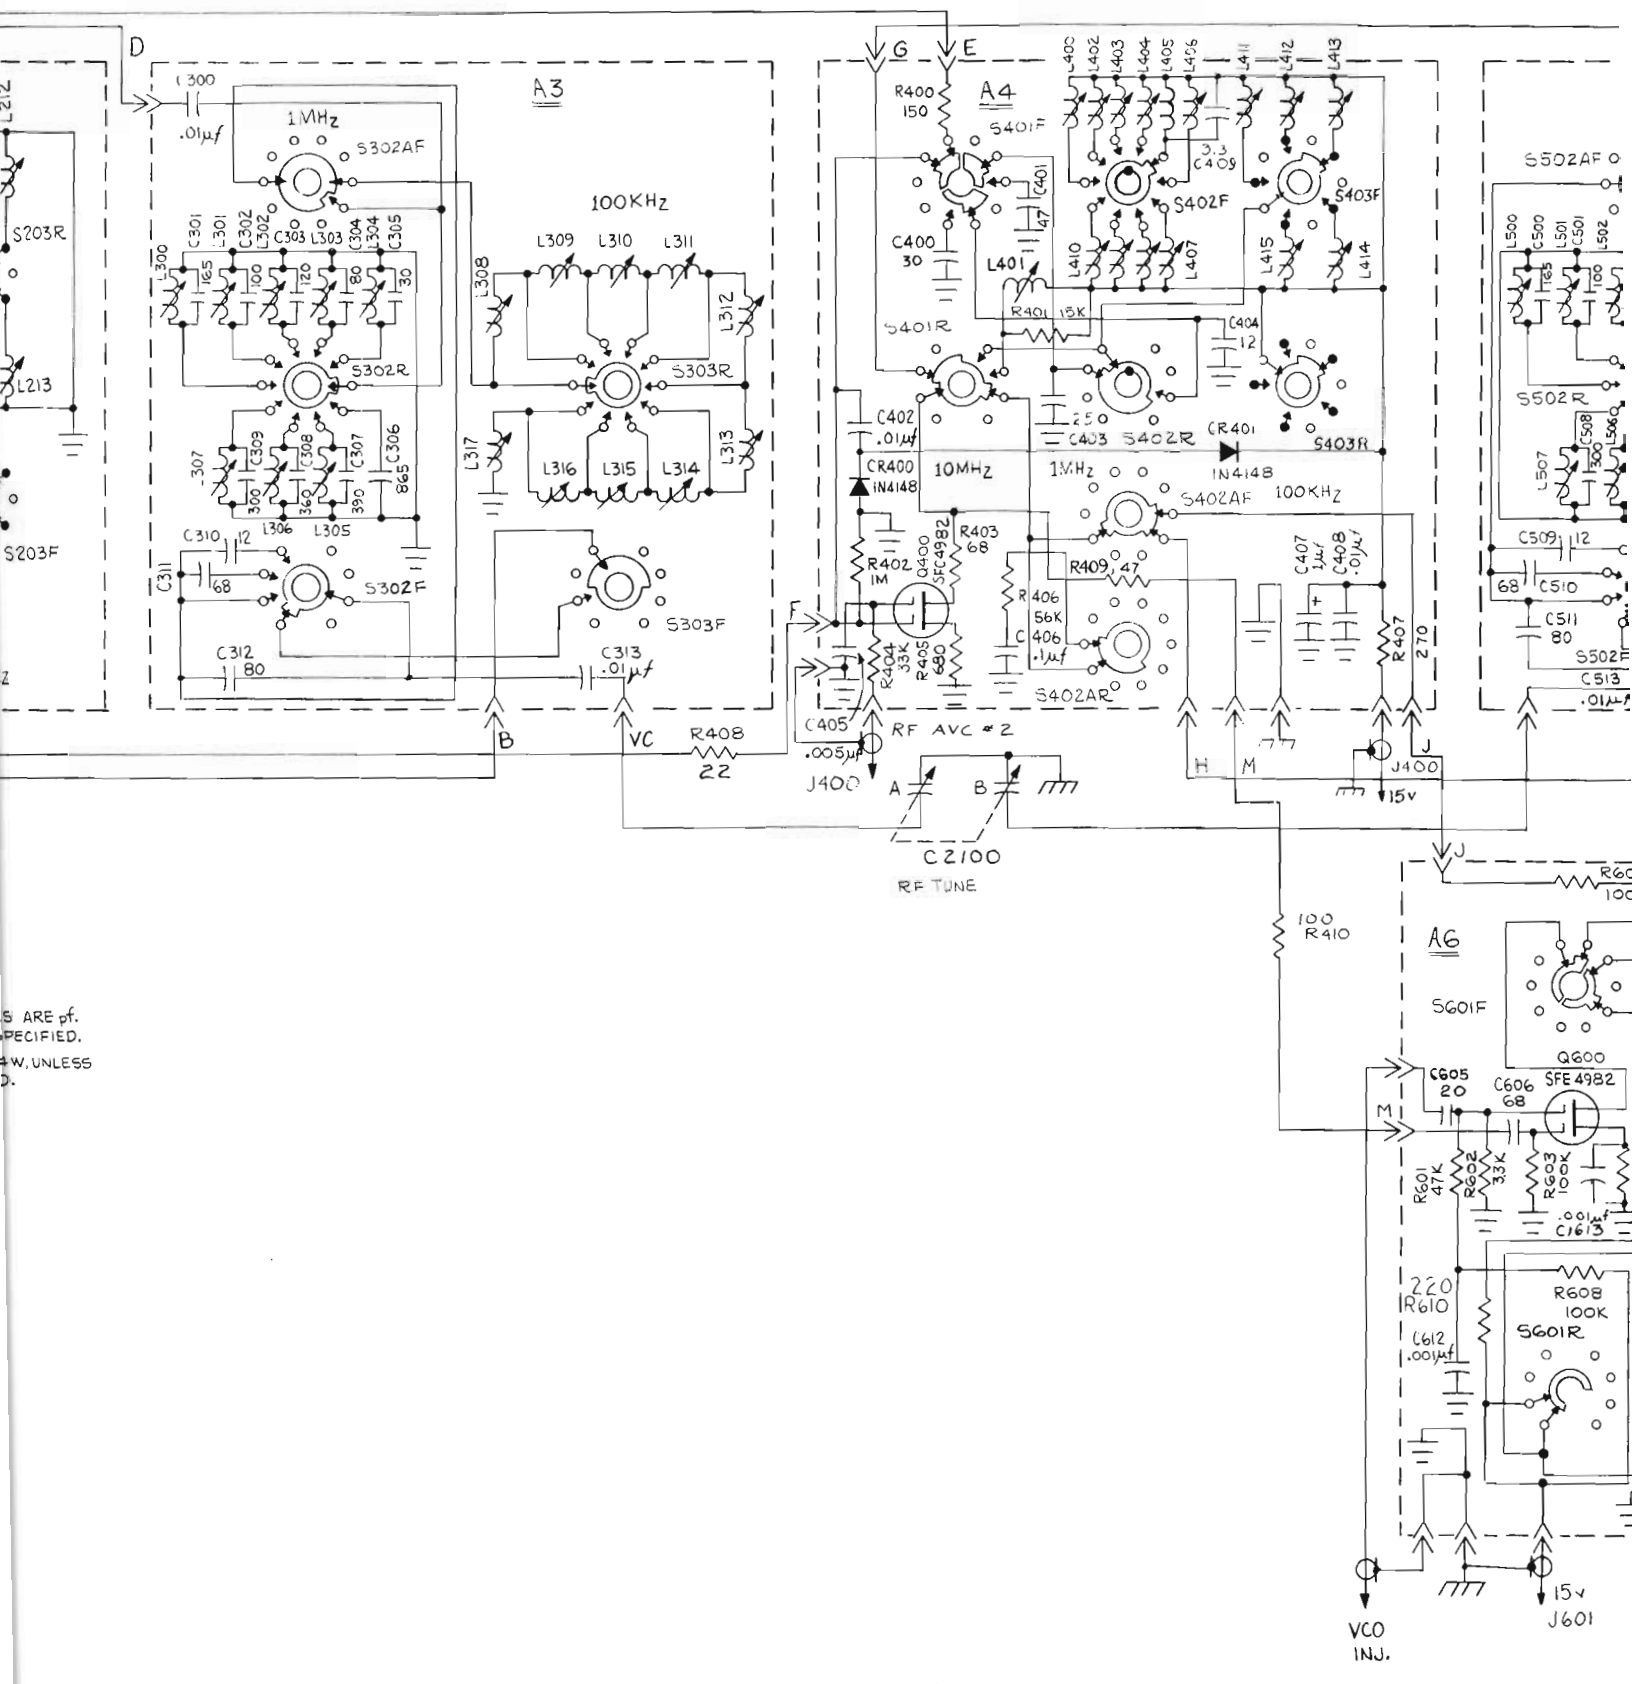 D
L212
S203R
L213
S203F
Z
C300
.01µf
A3
1MHz
S302AF
100KHz
L300
C301
165
L301
C302
100
L302
C303
120
L303
C304
80
L304
C305
30
L308
L309
L310
L311
L312
S302R
S303R
L307
C309
300
C308
360
C307
390
C306
865
L306
L305
L317
L316
L315
L314
L313
C310
12
C311
68
S302F
S303F
C312
80
C313
.01µf
B
VC
R408
22
F
G
E
A4
R400
150
S401F
C401
47
C400
30
L400
L402
L403
L404
L405
L406
L411
L412
L413
3.3
C409
S402F
S403F
L410
L407
L415
L414
L401
R401
15K
S401R
C404
12
C402
.01µf
25
C403
S402R
CR401
1N4148
S403R
CR400
1N4148
10MHz
1MHz
S402AF
100KHz
R402
1M
Q400
SFC4982
R403
68
R409, 47
C407
1µf
C408
.01µf
R406
56K
C406
.1µf
R404
33K
R405
680
S402AR
R407
270
C405
.005µf
RF AVC #2
J400
A
B
C2100
RF TUNE
H
M
J400
15v
J
J
100
R410
S502AF
L500
C500
165
L501
C501
100
L502
S502R
L507
C508
300
L506
C509
12
68
C510
C511
80
S502F
C513
.01µf
R60
100
A6
S601F
Q600
SFE4982
C605
20
C606
68
M
R601
47K
R602
3.3K
R603
100K
.001µf
C1613
220
R610
R608
100K
S601R
C612
.001µf
15v
J601
VCO
INJ.
S ARE pf.
SPECIFIED.
4W, UNLESS
D.